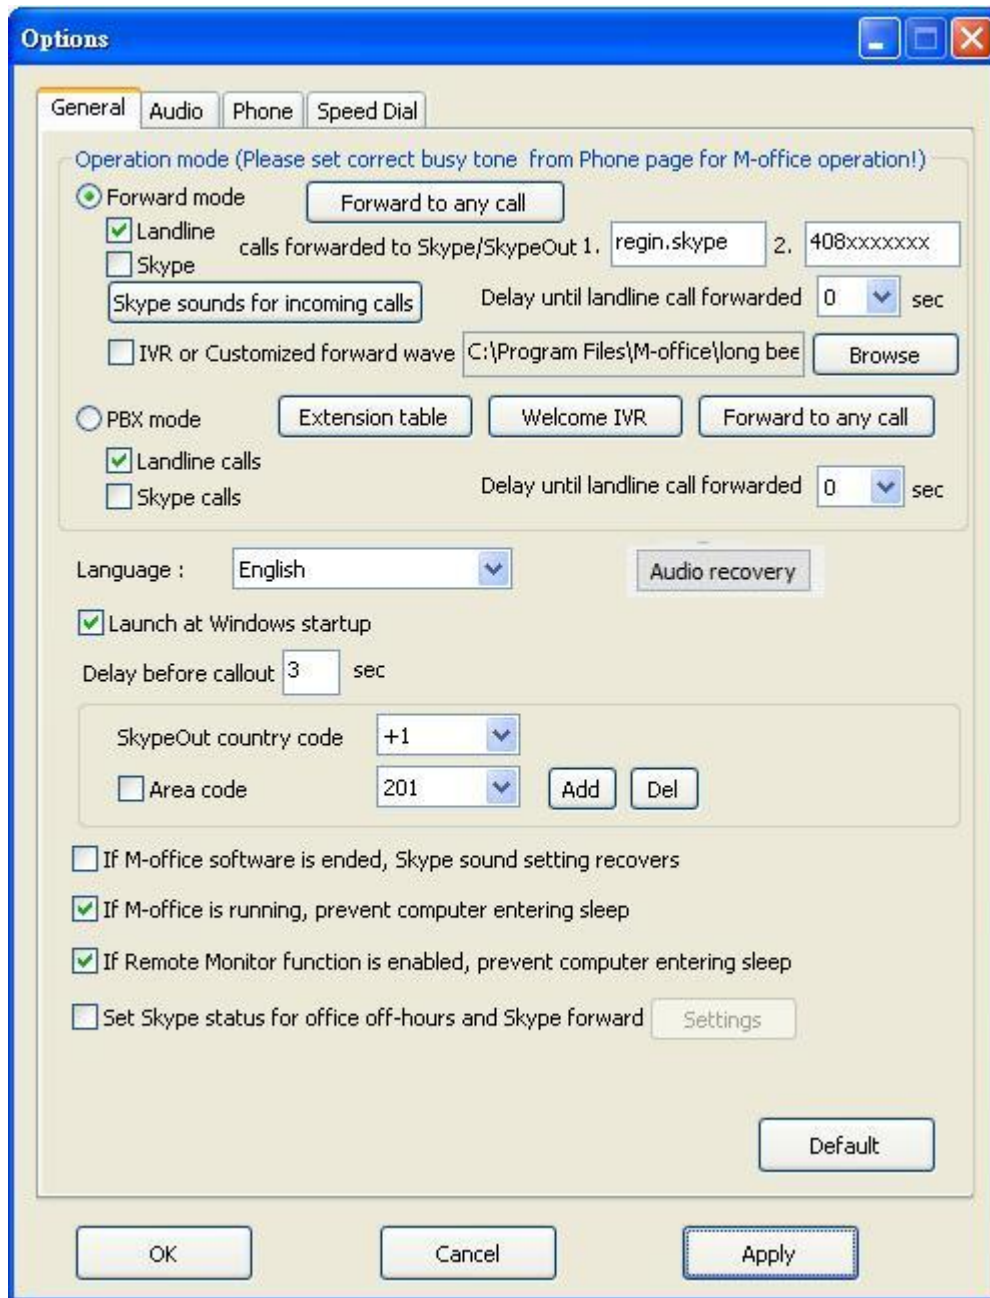 Options
General Audio Phone Speed Dial
Operation mode (Please set correct busy tone from Phone page for M-office operation!)
Forward mode Forward to any call
Landline
calls forwarded to Skype/SkypeOut 1. regin.skype 2. 408xxxxxxx
Skype
Skype sounds for incoming calls Delay until landline call forwarded 0 sec
IVR or Customized forward wave C:\Program Files\M-office\long bee Browse
PBX mode Extension table Welcome IVR Forward to any call
Landline calls
Skype calls Delay until landline call forwarded 0 sec
Language : English Audio recovery
Launch at Windows startup
Delay before callout 3 sec
SkypeOut country code +1
Area code 201 Add Del
If M-office software is ended, Skype sound setting recovers
If M-office is running, prevent computer entering sleep
If Remote Monitor function is enabled, prevent computer entering sleep
Set Skype status for office off-hours and Skype forward Settings
Default
OK Cancel Apply